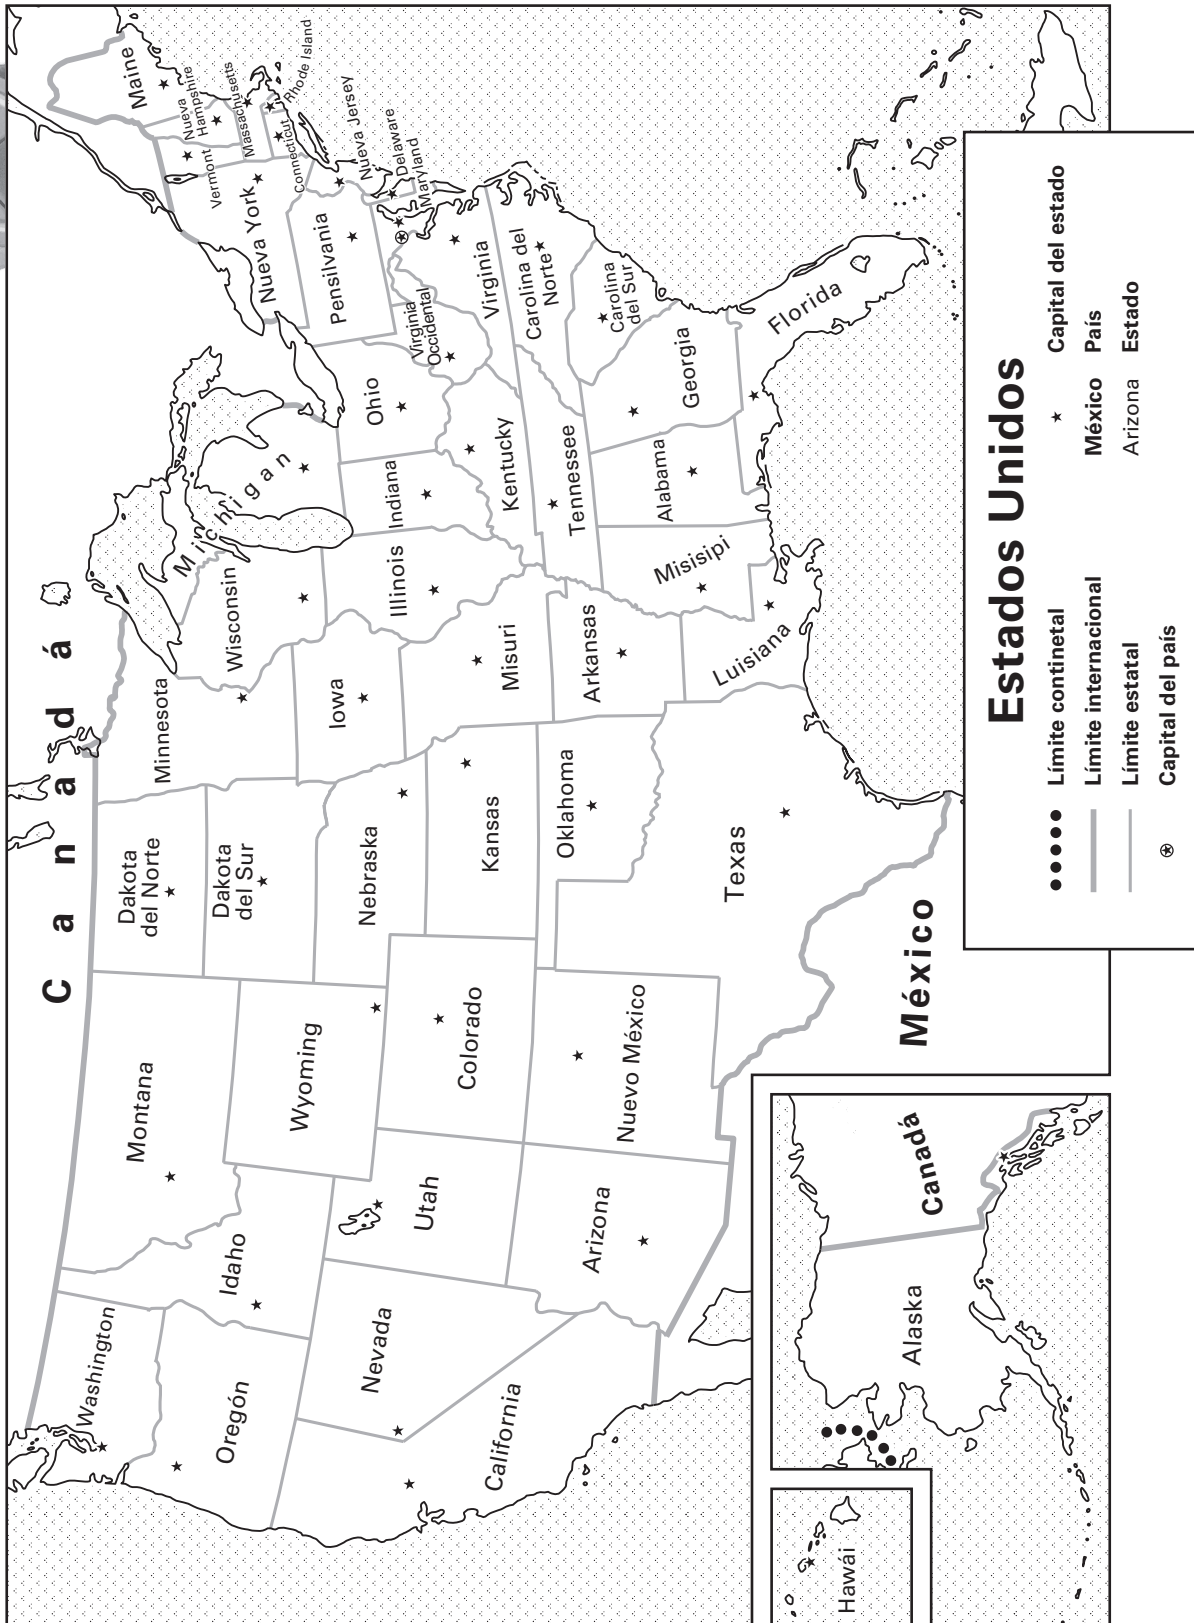 Canadá
Washington
Oregón
California
Nevada
Idaho
Montana
Wyoming
Utah
Arizona
Colorado
Nuevo México
Dakota
del Norte
Dakota
del Sur
Nebraska
Kansas
Oklahoma
Texas
Minnesota
Iowa
Misuri
Arkansas
Luisiana
Wisconsin
Illinois
Michigan
Indiana
Ohio
Kentucky
Tennessee
Misisipi
Alabama
Georgia
Florida
Carolina
del Sur
Carolina del
Norte
Virginia
Virginia
Occidental
Pensilvania
Nueva York
Vermont
Nueva
Hampshire
Maine
Massachusetts
Rhode Island
Connecticut
Nueva Jersey
Delaware
Maryland
México
Hawái
Alaska
Canadá
Estados Unidos
Límite continetal
Límite internacional
Límite estatal
Capital del país
Capital del estado
México País
Arizona Estado